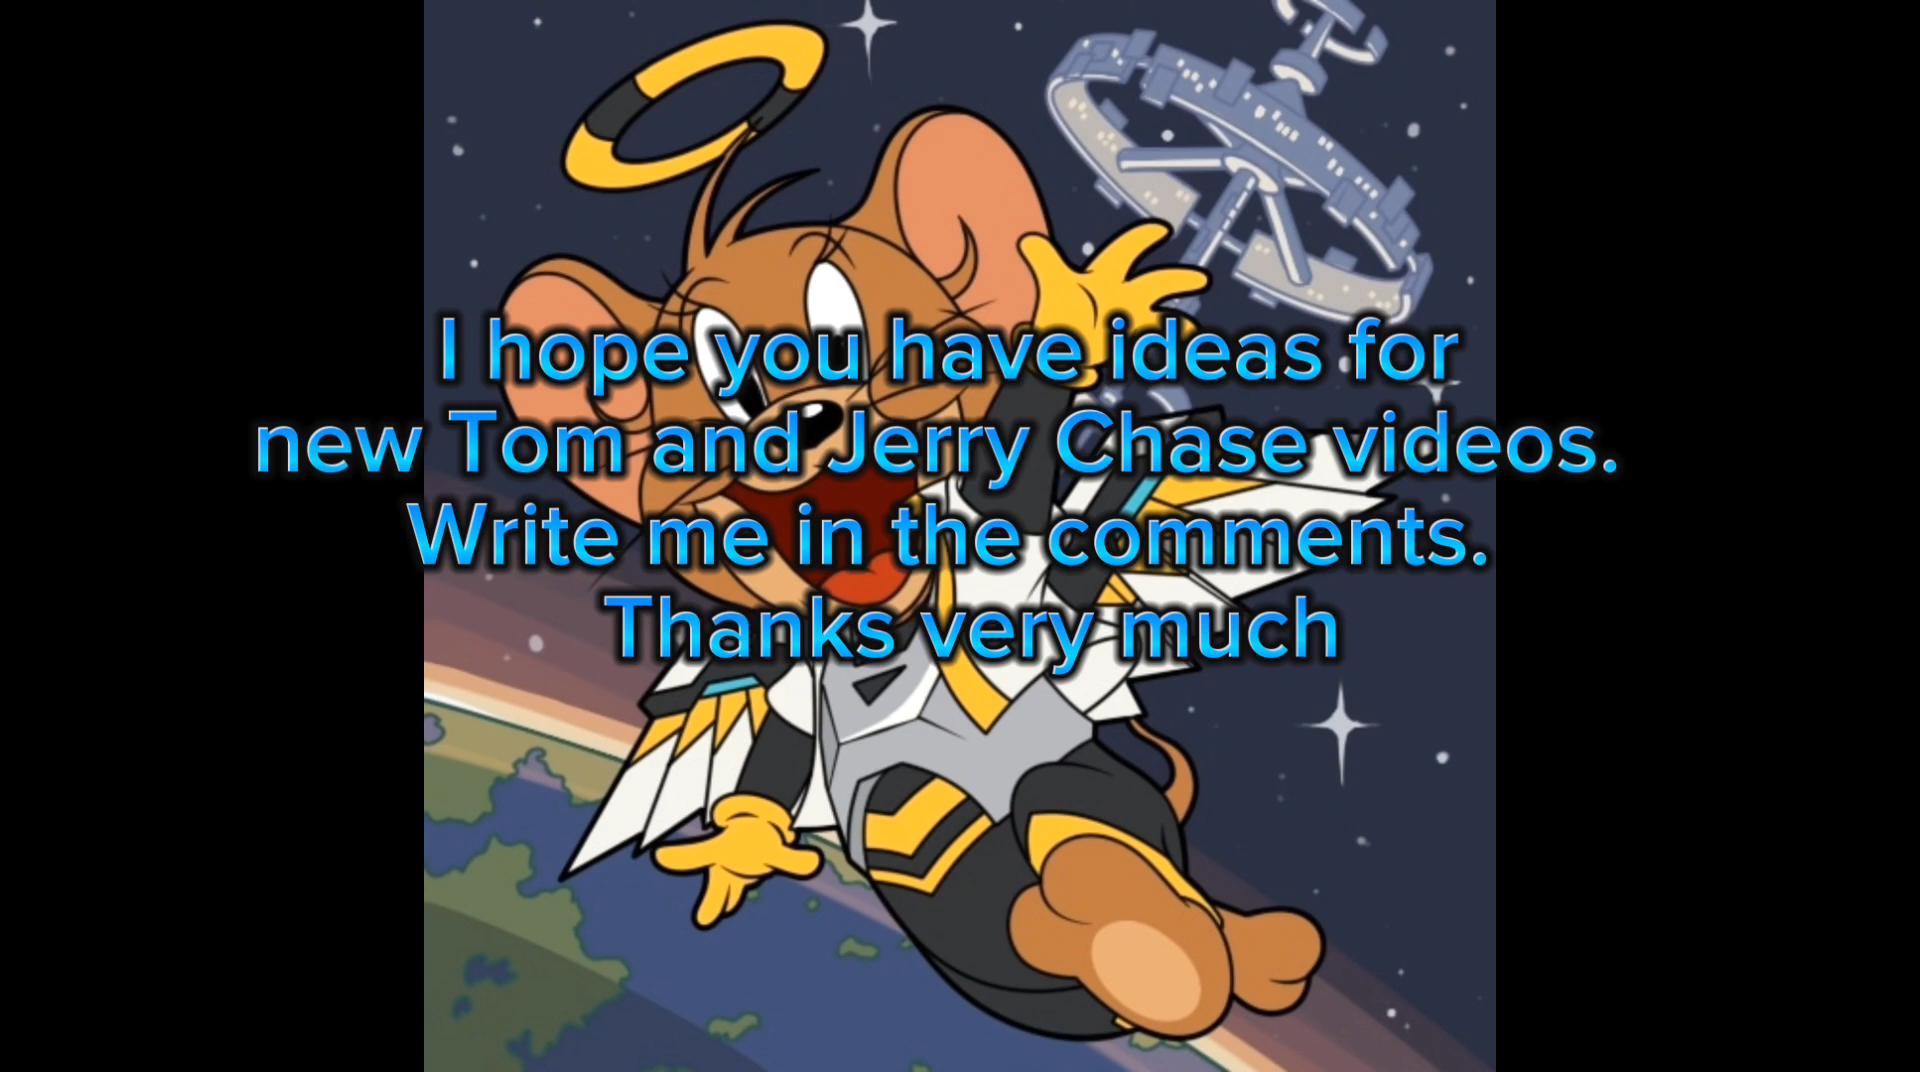 I hope you have ideas for
new Tom and Jerry Chase videos.
Write me in the comments.
Thanks very much